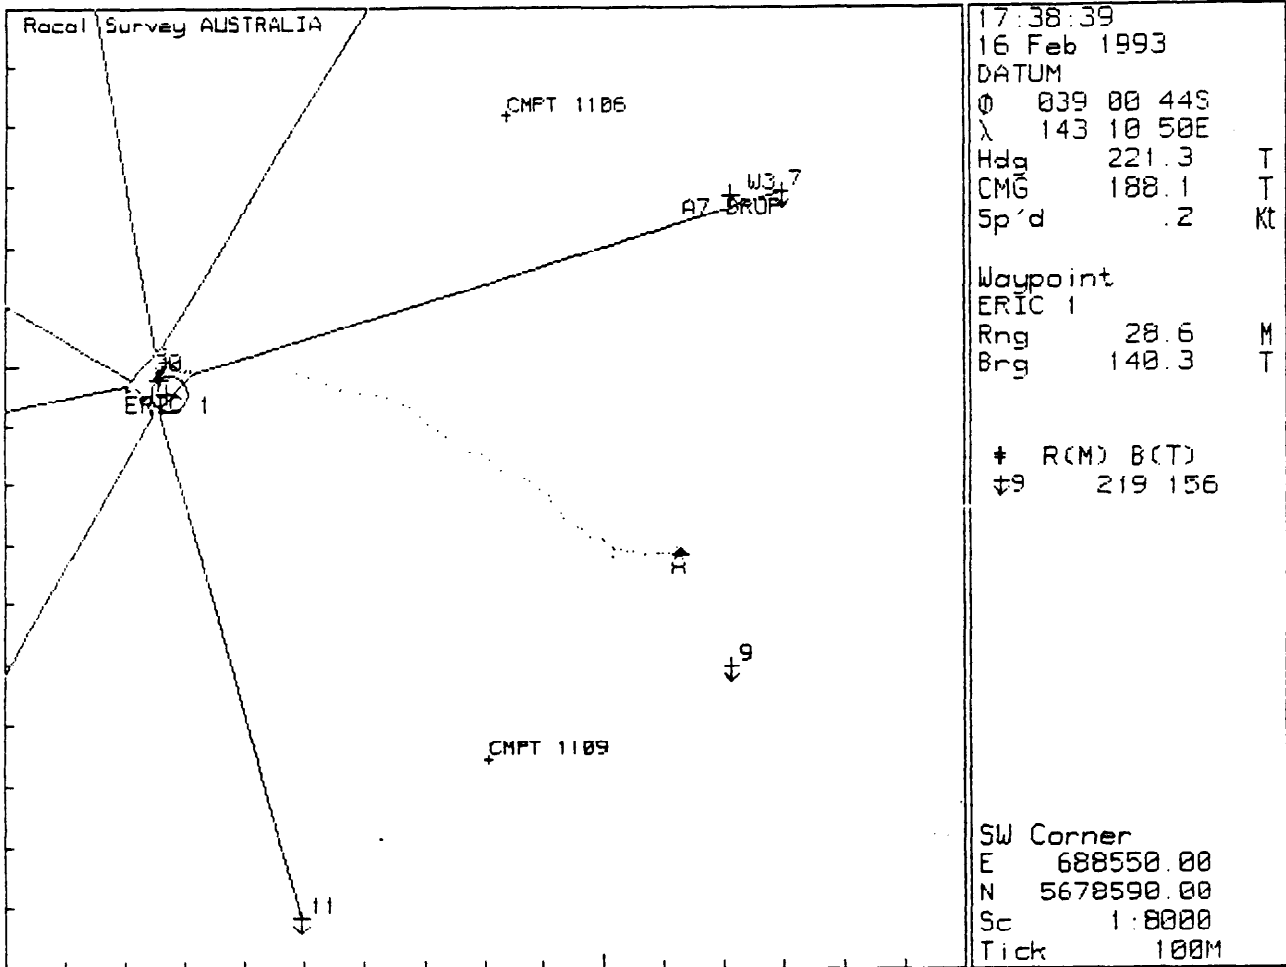 Racal Survey AUSTRALIA
CMPT 1106
W3 7
A7 DROP
ERIC 1
9
CMPT 1109
11
17:38:39
16 Feb 1993
DATUM
Φ 039 00 44S
λ 143 10 50E
Hdg 221.3 T
CMG 188.1 T
Sp'd .2 Kt
Waypoint
ERIC 1
Rng 28.6 M
Brg 140.3 T
R(M) B(T)
9 219 156
SW Corner
E 688550.00
N 5678590.00
Sc 1:8000
Tick 100M